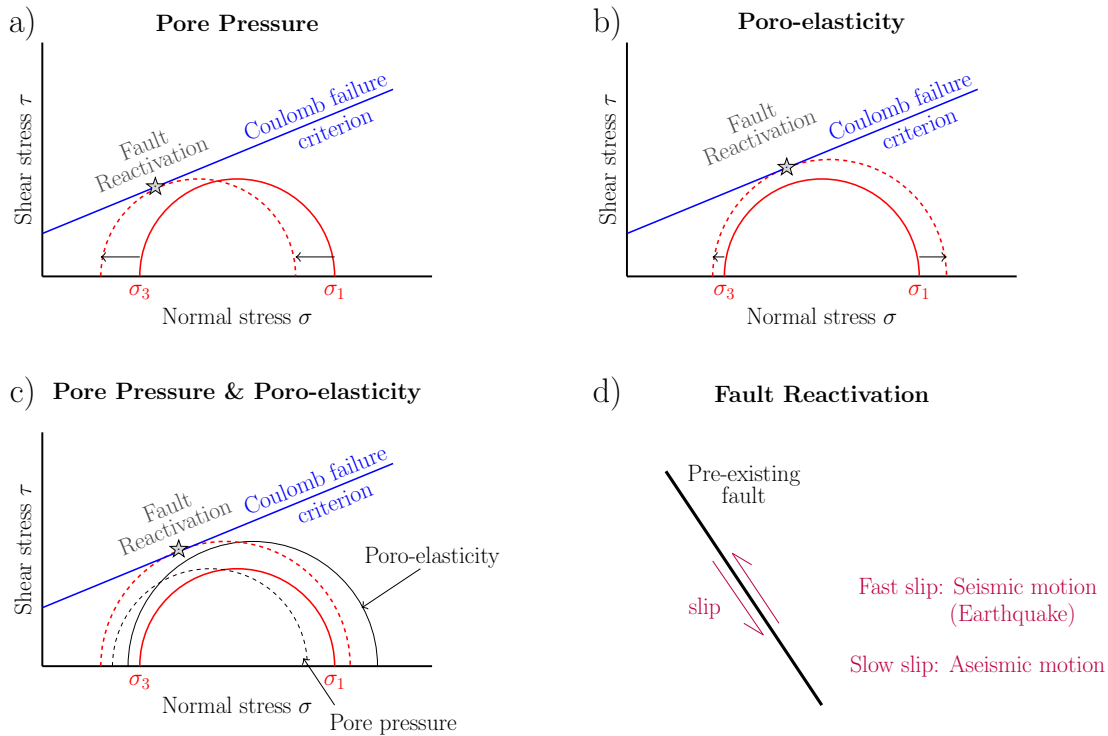 a)
Pore Pressure
Shear stress τ
Fault
Reactivation
Coulomb failure
criterion
σ₃
σ₁
Normal stress σ
b)
Poro-elasticity
Shear stress τ
Fault
Reactivation
Coulomb failure
criterion
σ₃
σ₁
Normal stress σ
c)
Pore Pressure & Poro-elasticity
Shear stress τ
Fault
Reactivation
Coulomb failure
criterion
Poro-elasticity
σ₃
σ₁
Normal stress σ
Pore pressure
d)
Fault Reactivation
Pre-existing
fault
slip
Fast slip: Seismic motion
(Earthquake)
Slow slip: Aseismic motion